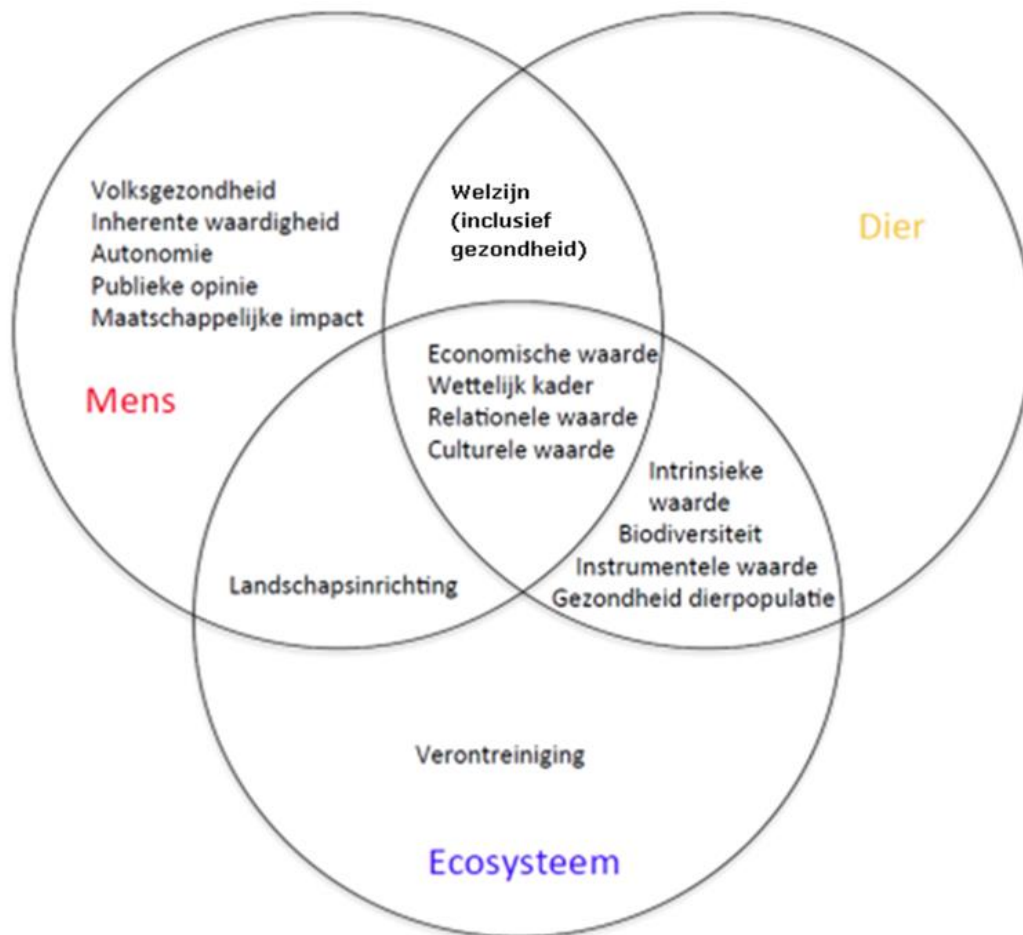 Volksgezondheid
Inherente waardigheid
Autonomie
Publieke opinie
Maatschappelijke impact
Mens
Welzijn
(inclusief
gezondheid)
Dier
Economische waarde
Wettelijk kader
Relationele waarde
Culturele waarde
Intrinsieke
waarde
Biodiversiteit
Instrumentele waarde
Gezondheid dierpopulatie
Landschapsinrichting
Verontreiniging
Ecosysteem